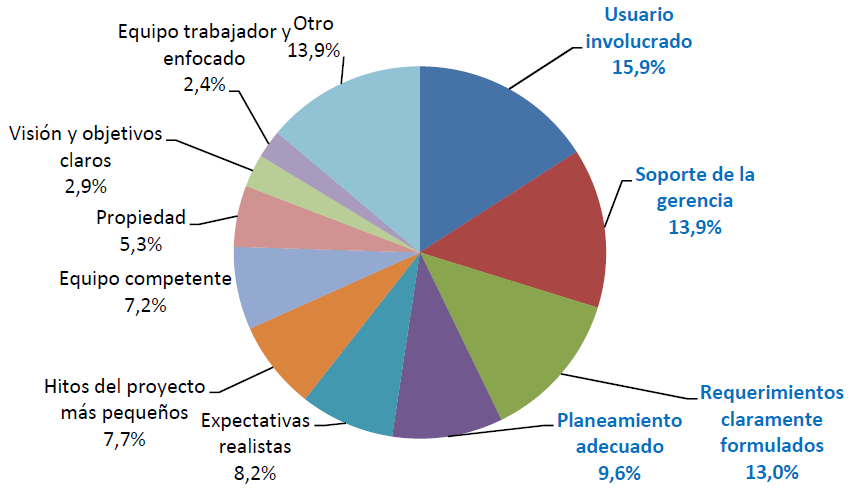 Usuario
involucrado
15,9%
Soporte de la
gerencia
13,9%
Requerimientos
claramente
formulados
13,0%
Planeamiento
adecuado
9,6%
Expectativas
realistas
8,2%
Hitos del proyecto
más pequeños
7,7%
Equipo competente
7,2%
Propiedad
5,3%
Visión y objetivos
claros
2,9%
Equipo trabajador y
enfocado
2,4%
Otro
13,9%